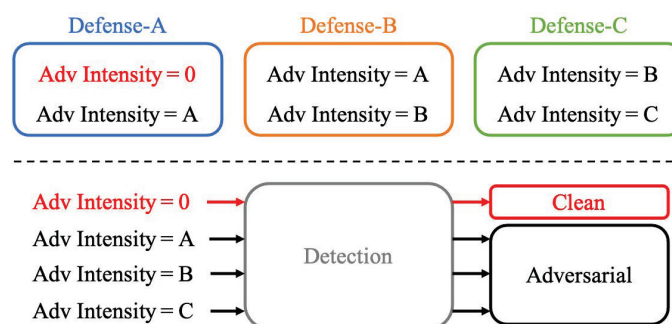 Defense-A
Defense-B
Defense-C
Adv Intensity = 0
Adv Intensity = A
Adv Intensity = A
Adv Intensity = B
Adv Intensity = B
Adv Intensity = C
Adv Intensity = 0
Adv Intensity = A
Adv Intensity = B
Adv Intensity = C
Detection
Clean
Adversarial